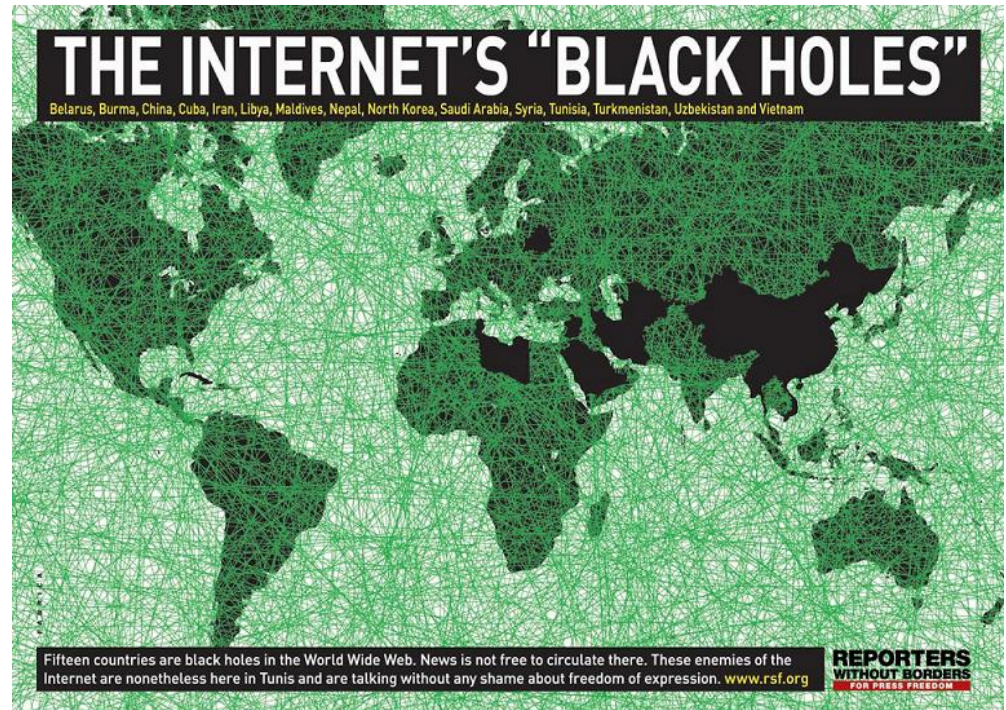 THE INTERNET'S “BLACK HOLES”
Belarus, Burma, China, Cuba, Iran, Libya, Maldives, Nepal, North Korea, Saudi Arabia, Syria, Tunisia, Turkmenistan, Uzbekistan and Vietnam
FABRICA
Fifteen countries are black holes in the World Wide Web. News is not free to circulate there. These enemies of the
Internet are nonetheless here in Tunis and are talking without any shame about freedom of expression. www.rsf.org
REPORTERS
WITHOUT BORDERS
FOR PRESS FREEDOM